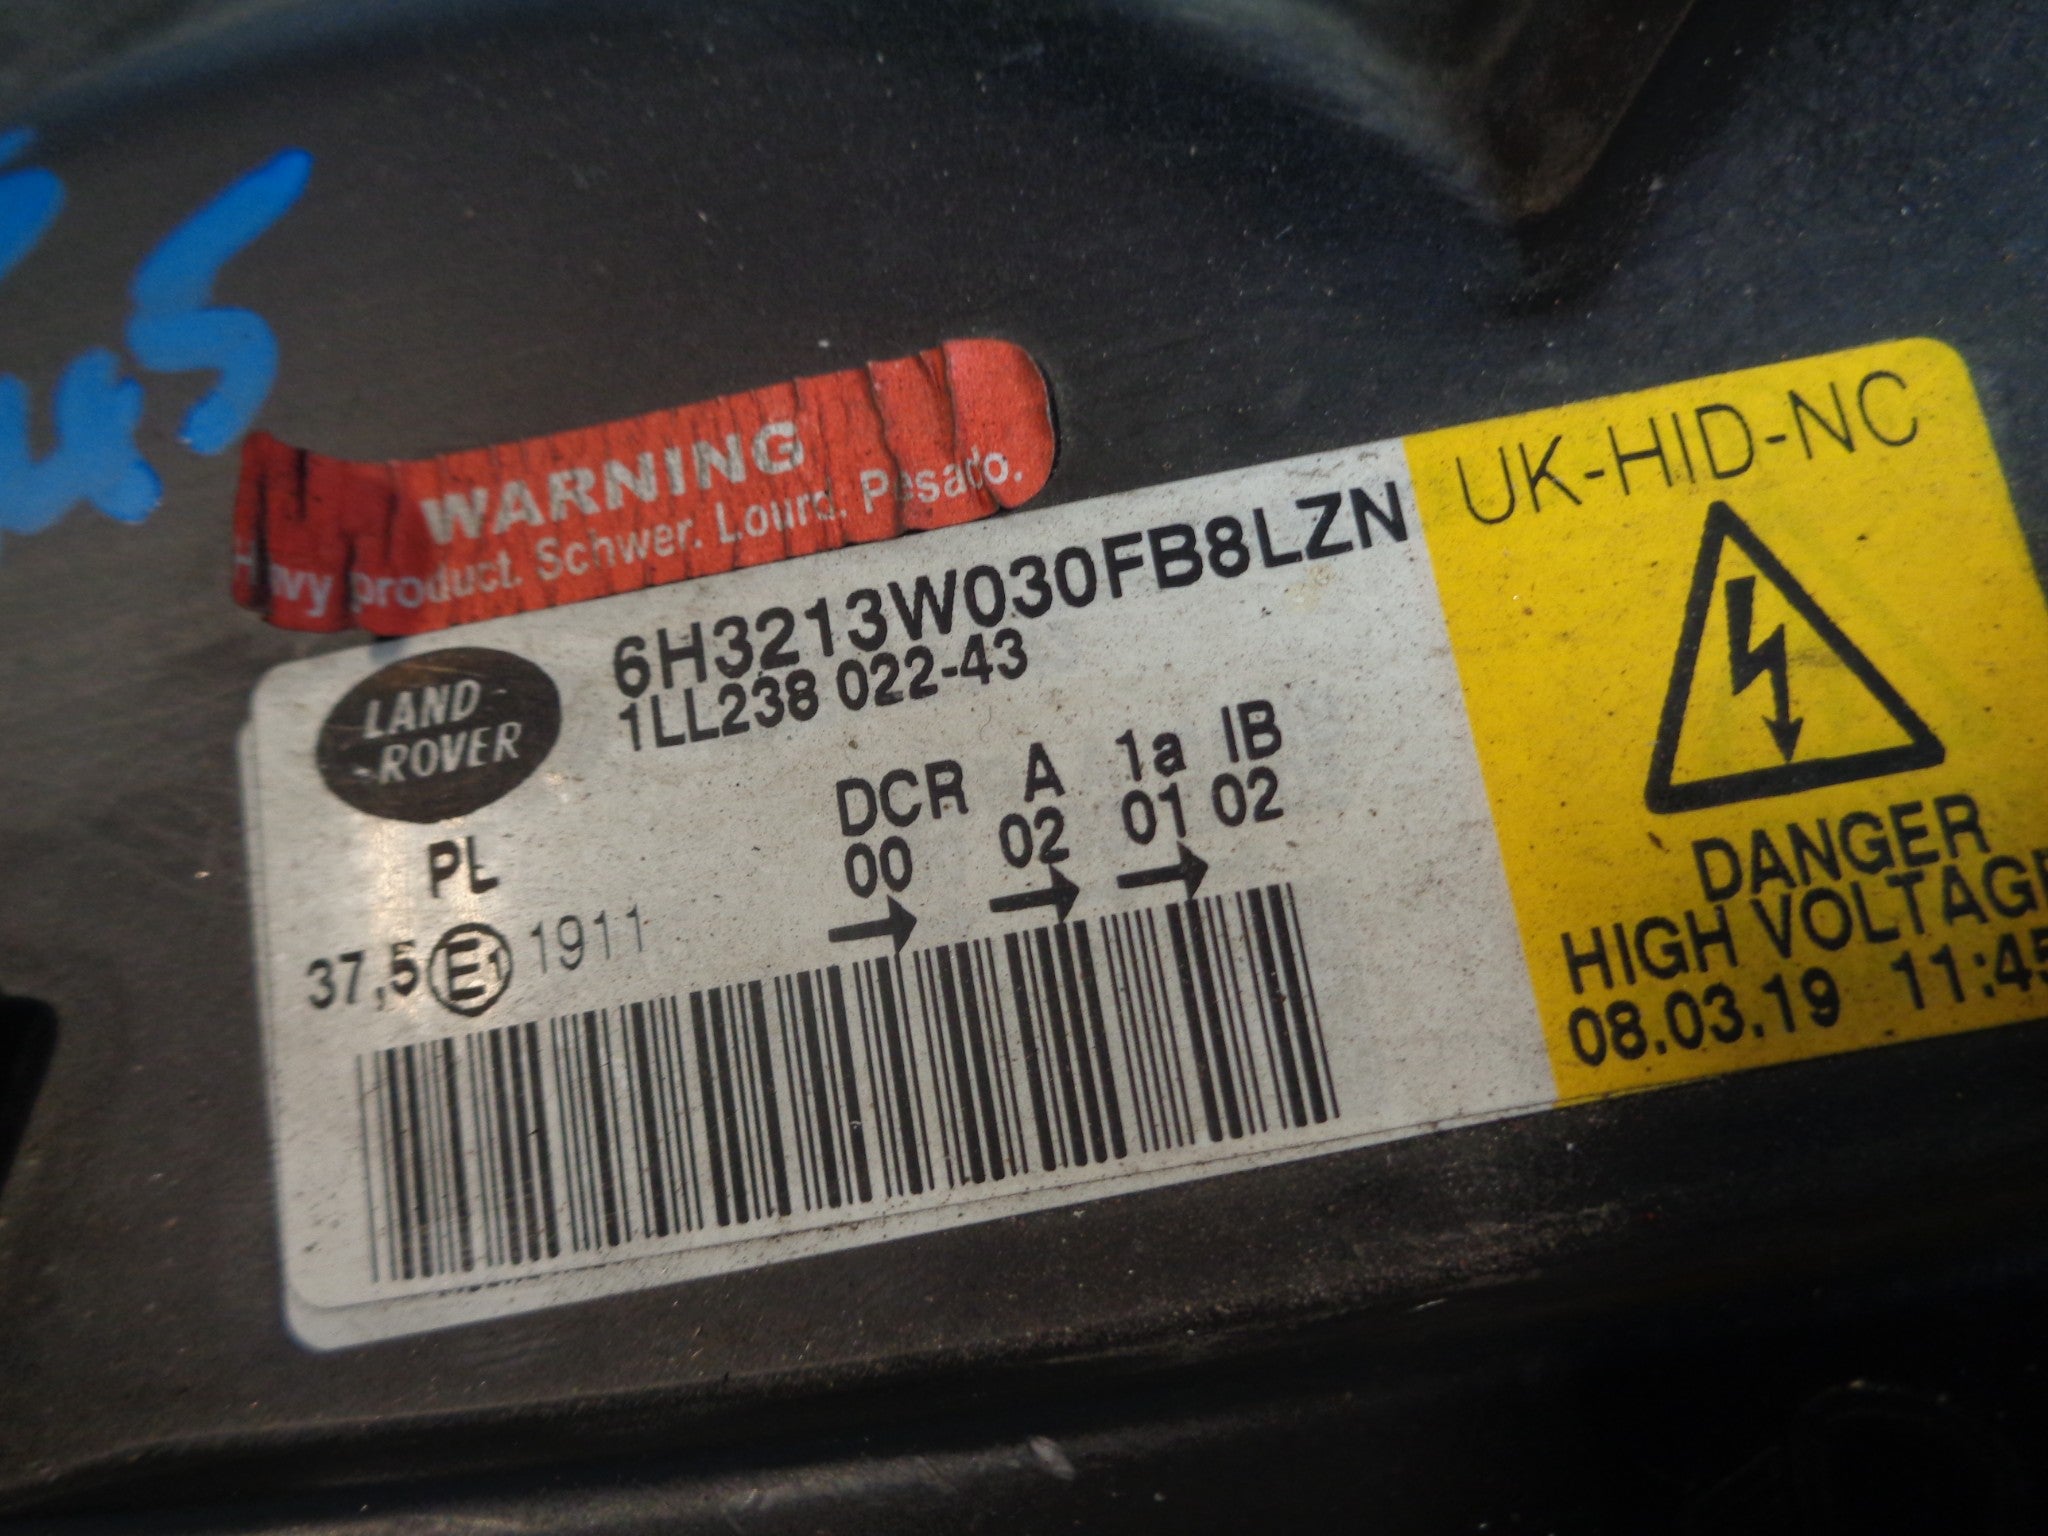 WARNING
product. Schwer. Lourd. Pesado.
6H3213W030FB8LZN
1LL238 022-43
LAND
ROVER
DCR A 1a IB
00 02 01 02
PL
37,5 E1 1911
UK-HID-NC
DANGER
HIGH VOLTAGE
08.03.19 11:45